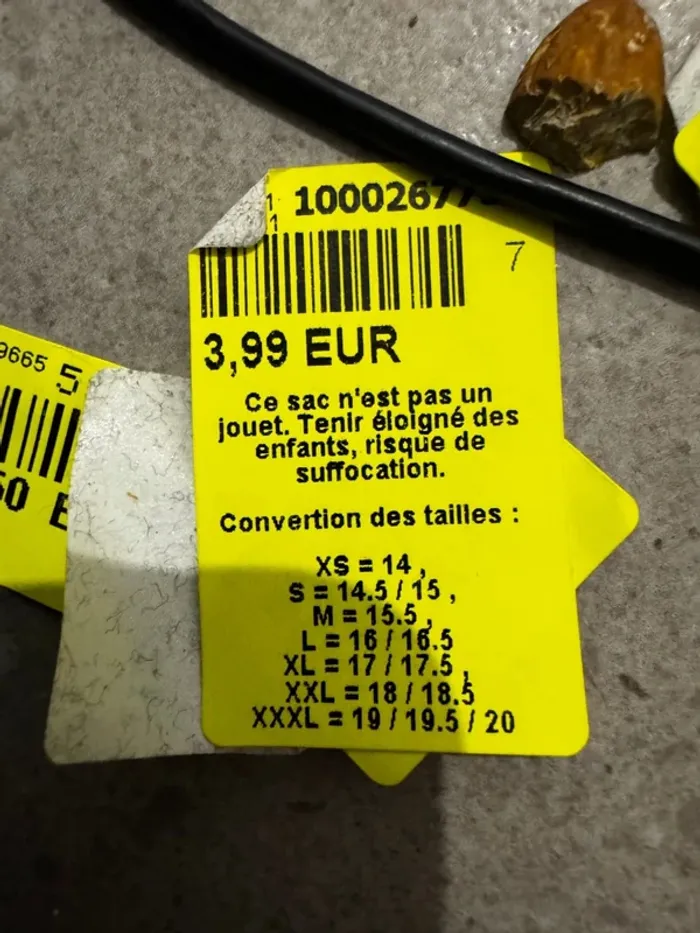 1
1
7
3,99 EUR
Ce sac n'est pas un
jouet. Tenir éloigné des
enfants, risque de
suffocation.
Convertion des tailles :
XS = 14 ,
S = 14.5 / 15 ,
M = 15.5 ,
L = 16 / 16.5
XL = 17 / 17.5 ,
XXL = 18 / 18.5
XXXL = 19 / 19.5 / 20
9665 5